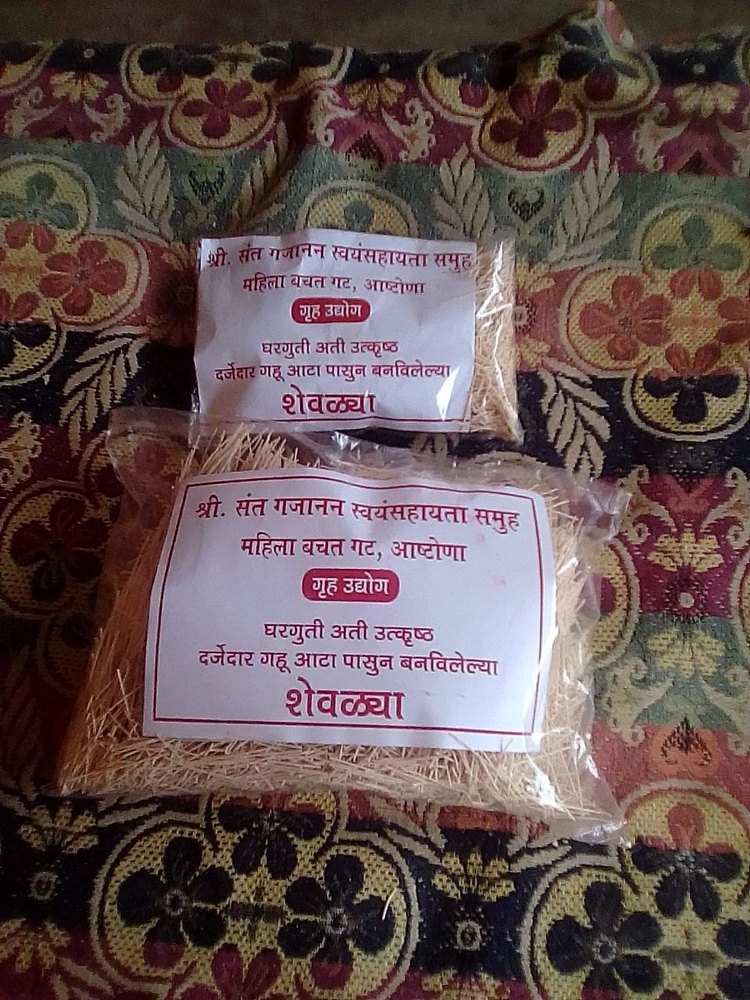 श्री. संत गजानन स्वयंसहायता समुह
महिला बचत गट, आष्टोणा
गृह उद्योग
घरगुती अती उत्कृष्ठ
दर्जेदार गहू आटा पासुन बनविलेल्या
शेवळ्या
श्री. संत गजानन स्वयंसहायता समुह
महिला बचत गट, आष्टोणा
गृह उद्योग
घरगुती अती उत्कृष्ठ
दर्जेदार गहू आटा पासुन बनविलेल्या
शेवळ्या